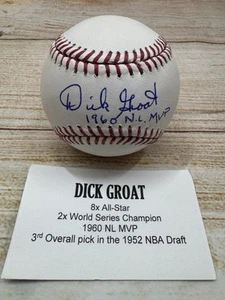 Dick Groat
1960 N.L. MVP
DICK GROAT
8x All-Star
2x World Series Champion
1960 NL MVP
3rd Overall pick in the 1952 NBA Draft